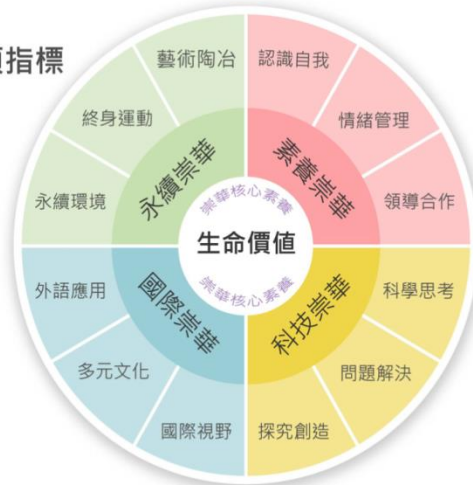 指標
藝術陶冶
認識自我
終身運動
情緒管理
永續環境
領導合作
永續崇華
素養崇華
崇華核心素養
生命價值
崇華核心素養
國際崇華
科技崇華
外語應用
科學思考
多元文化
問題解決
國際視野
探究創造